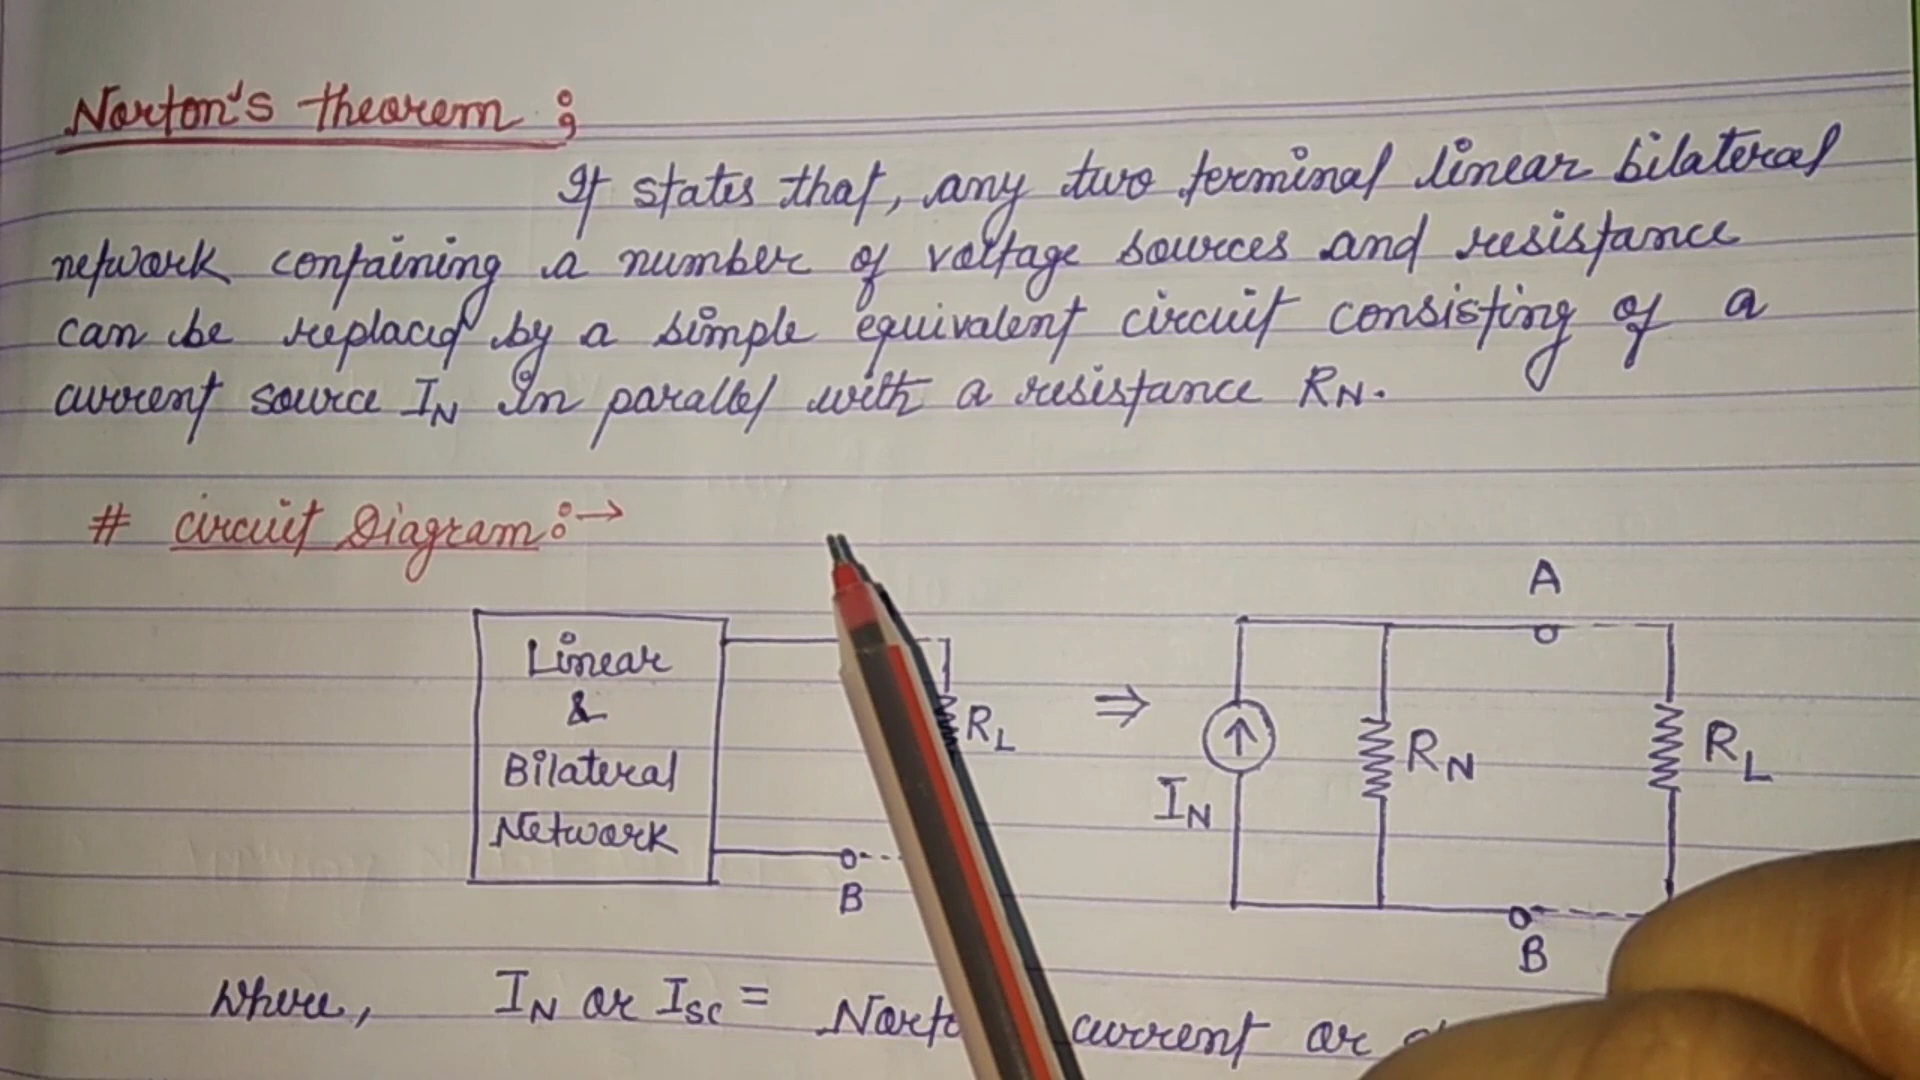 Norton's theorem :
It states that, any two terminal linear bilateral
network containing a number of voltage sources and resistance
can be replaced by a simple equivalent circuit consisting of a
current source IN in parallel with a resistance RN.
# Circuit Diagram :→
A
Linear
&
Bilateral
Network
RL
⇒
IN
RN
RL
B
B
where, IN or ISC = current or